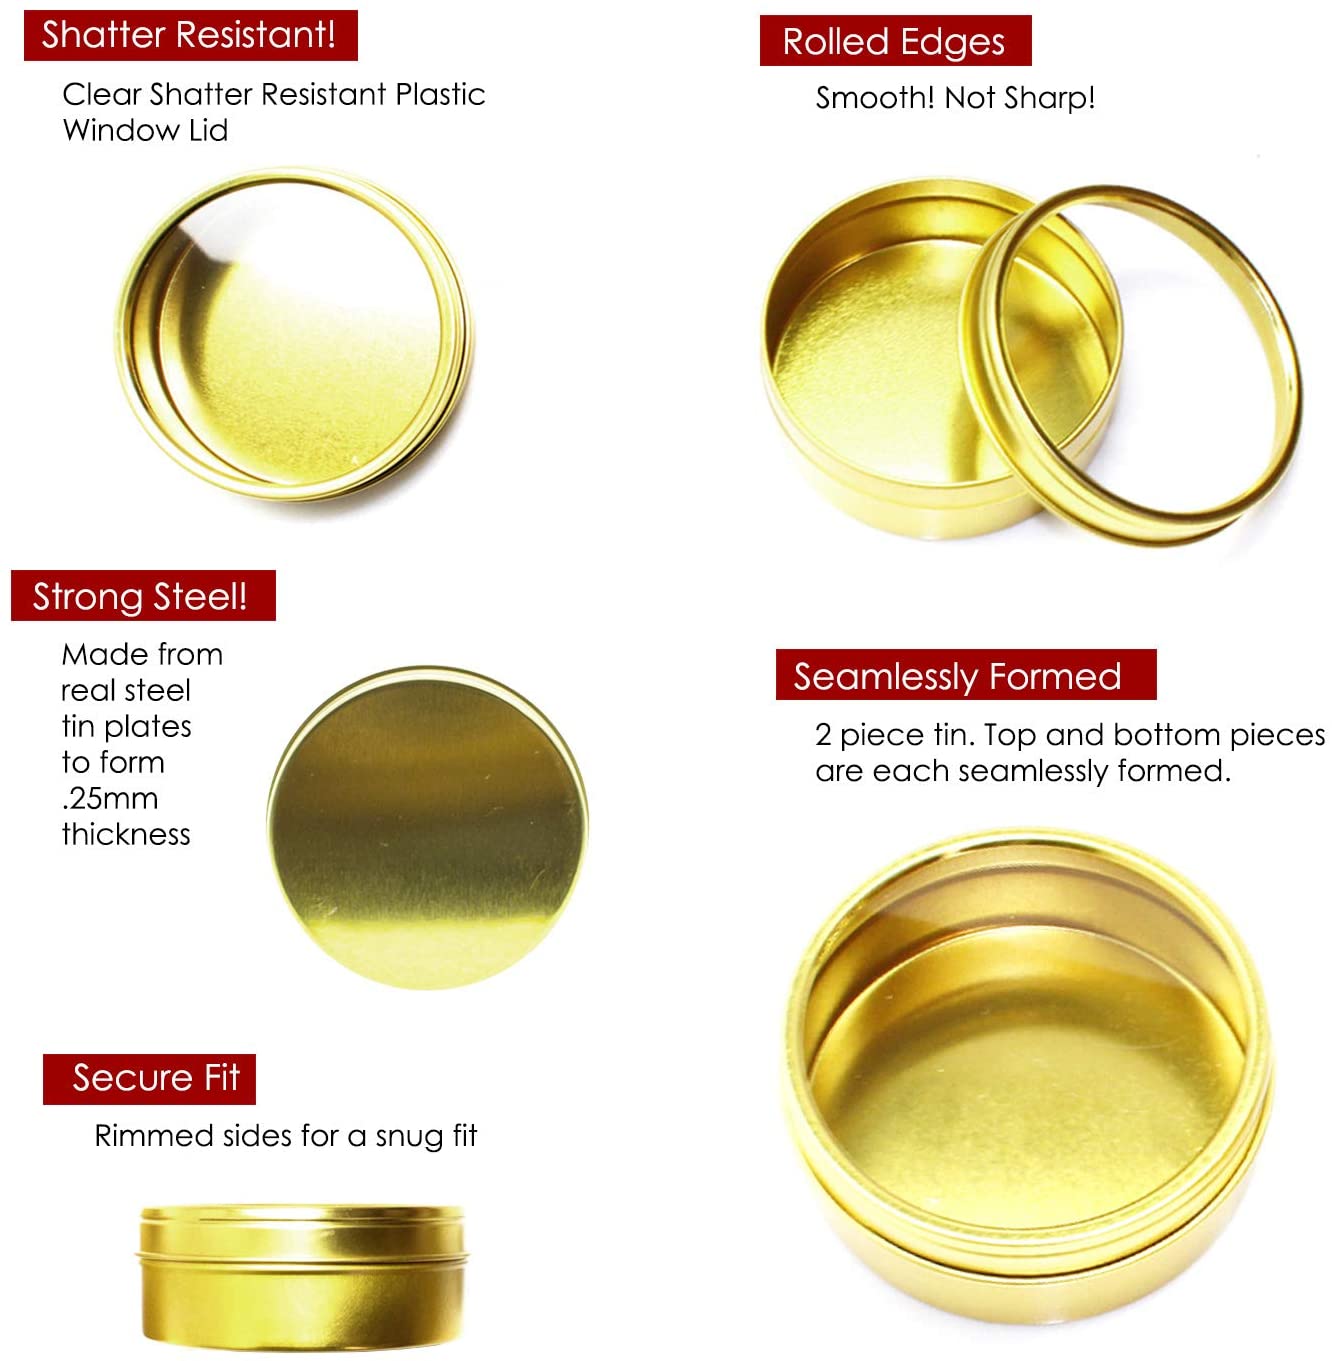 Shatter Resistant!
Clear Shatter Resistant Plastic
Window Lid
Rolled Edges
Smooth! Not Sharp!
Strong Steel!
Made from
real steel
tin plates
to form
.25mm
thickness
Seamlessly Formed
2 piece tin. Top and bottom pieces
are each seamlessly formed.
Secure Fit
Rimmed sides for a snug fit